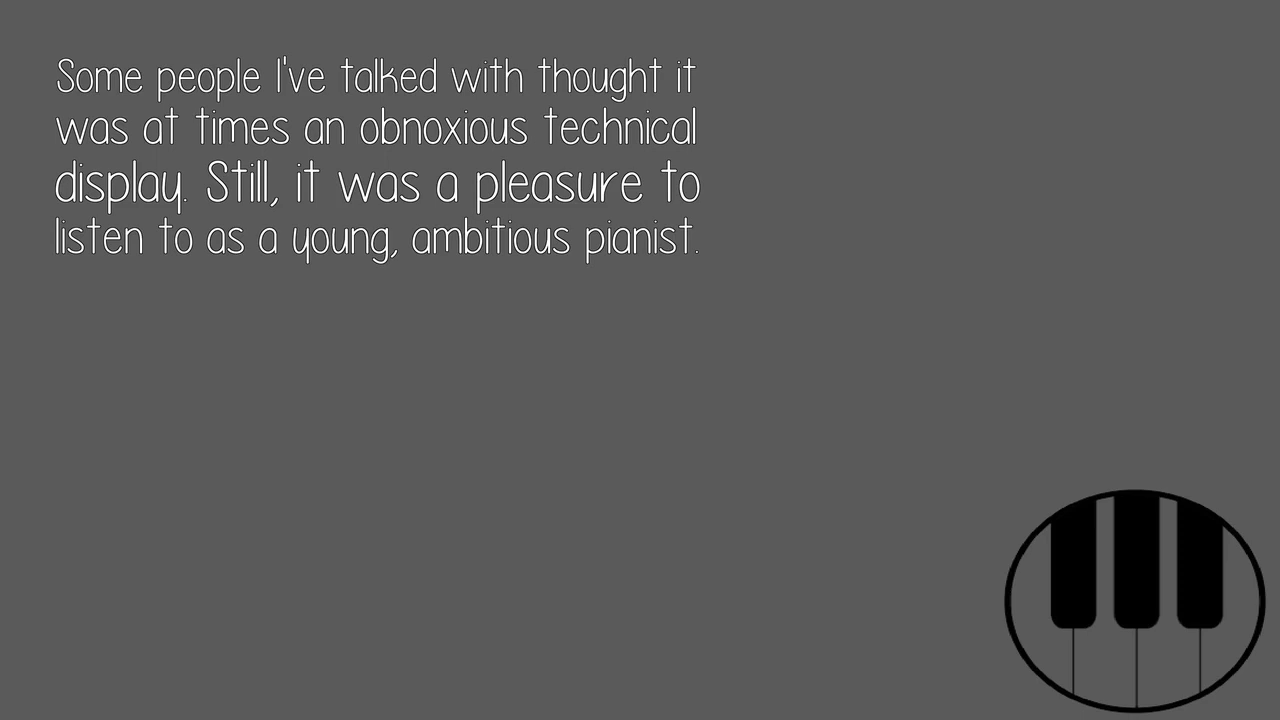 Some people I've talked with thought it
was at times an obnoxious technical
display. Still, it was a pleasure to
listen to as a young, ambitious pianist.